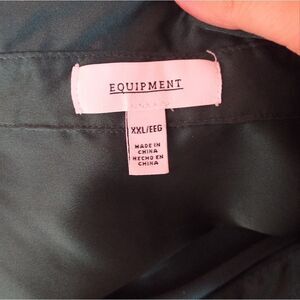 EQUIPMENT
XXL/EEG
MADE IN
CHINA
HECHO EN
CHINA